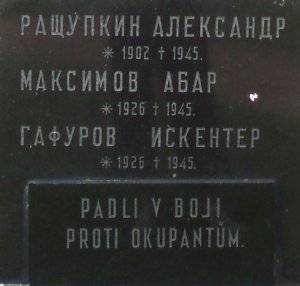 РАЩУПКИН АЛЕКСАНДР
* 1902 † 1945.
МАКСИМОВ АБАР
* 1926 † 1945.
ГАФУРОВ ИСКЕНТЕР
* 1926 † 1945.
PADLI V BOJI
PROTI OKUPANTŮM.